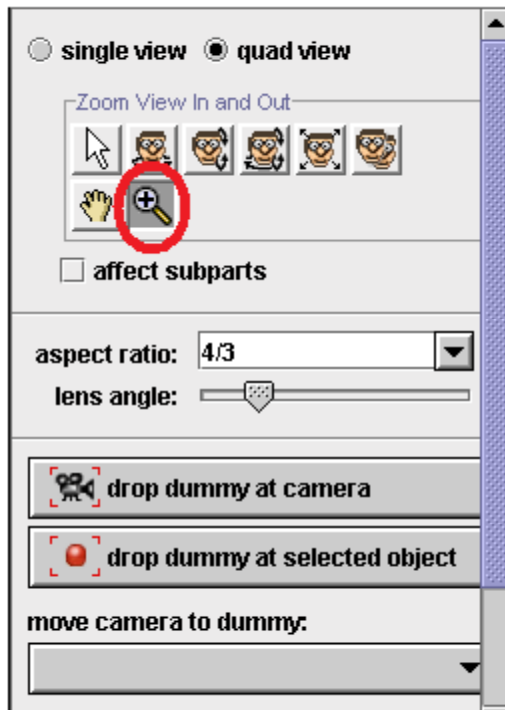 single view quad view
Zoom View In and Out
affect subparts
aspect ratio: 4/3
lens angle:
drop dummy at camera
drop dummy at selected object
move camera to dummy: